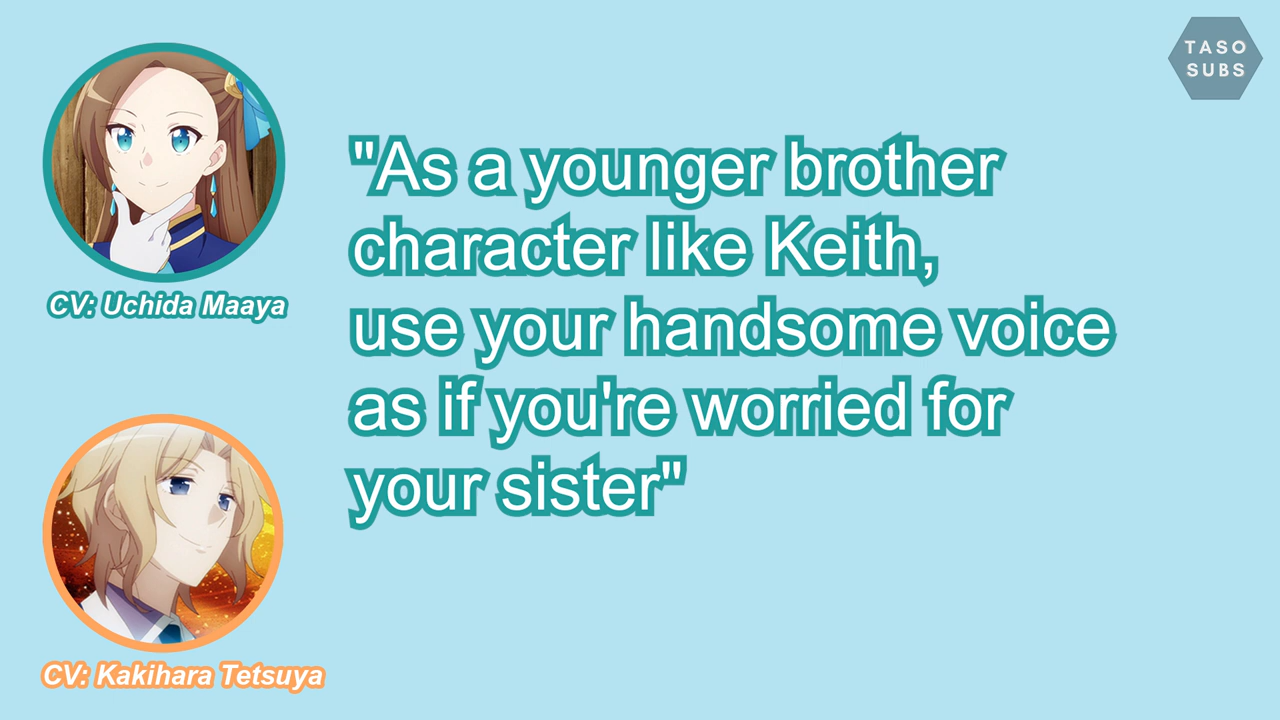 TASO
SUBS
"As a younger brother
character like Keith,
use your handsome voice
as if you're worried for
your sister"
CV: Uchida Maaya
CV: Kakihara Tetsuya